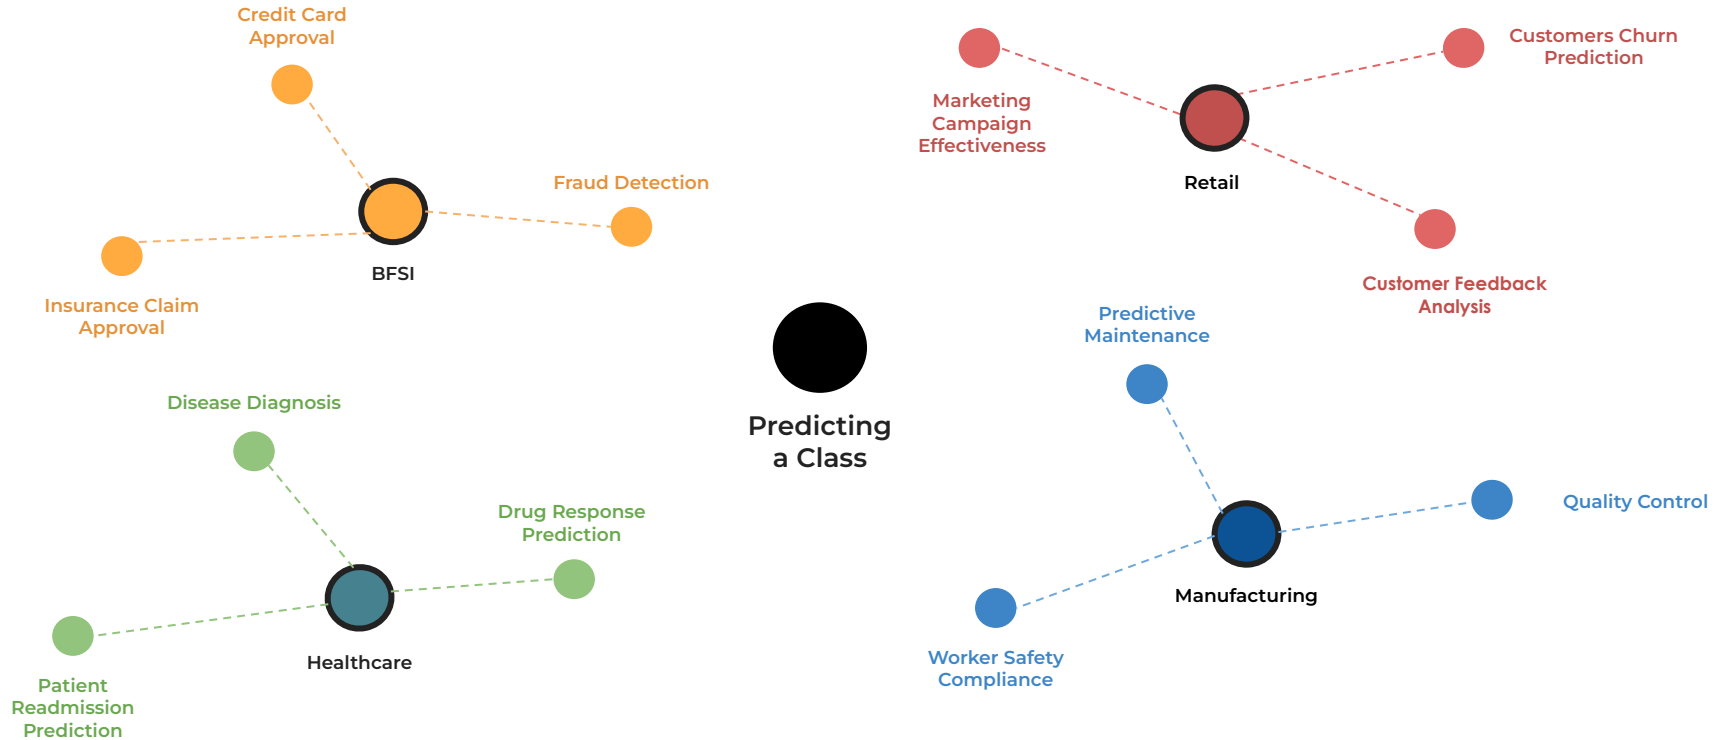 Credit Card
Approval
Fraud Detection
BFSI
Insurance Claim
Approval
Customers Churn
Prediction
Marketing
Campaign
Effectiveness
Retail
Customer Feedback
Analysis
Predicting
a Class
Disease Diagnosis
Drug Response
Prediction
Healthcare
Patient
Readmission
Prediction
Predictive
Maintenance
Quality Control
Manufacturing
Worker Safety
Compliance